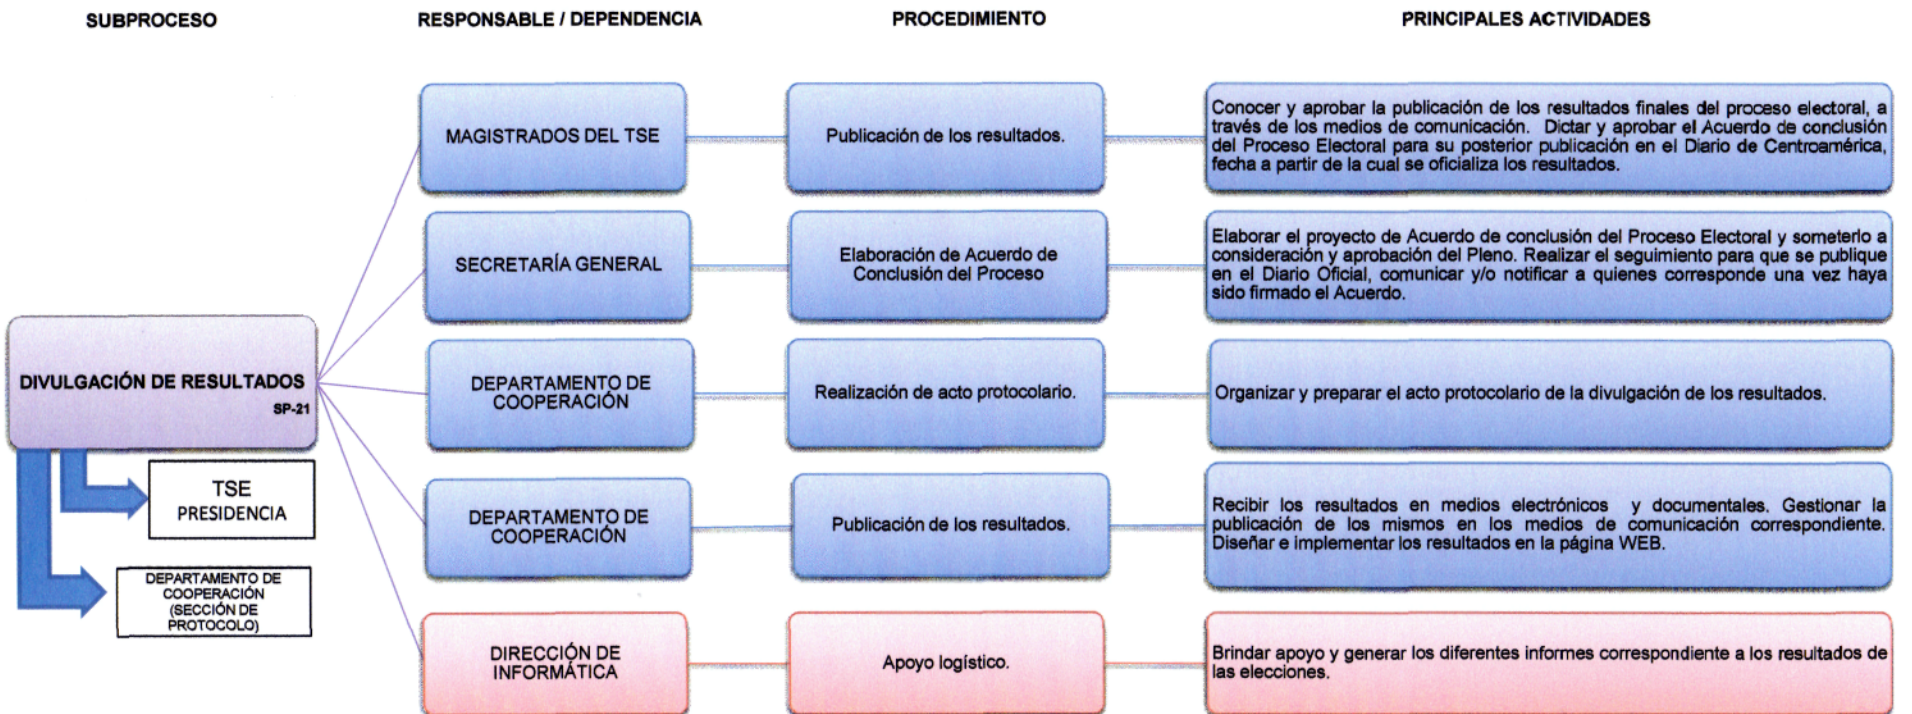 SUBPROCESO
RESPONSABLE / DEPENDENCIA
PROCEDIMIENTO
PRINCIPALES ACTIVIDADES
MAGISTRADOS DEL TSE
Publicación de los resultados.
Conocer y aprobar la publicación de los resultados finales del proceso electoral, a
través de los medios de comunicación. Dictar y aprobar el Acuerdo de conclusión
del Proceso Electoral para su posterior publicación en el Diario de Centroamérica,
fecha a partir de la cual se oficializa los resultados.
SECRETARÍA GENERAL
Elaboración de Acuerdo de
Conclusión del Proceso
Elaborar el proyecto de Acuerdo de conclusión del Proceso Electoral y someterlo a
consideración y aprobación del Pleno. Realizar el seguimiento para que se publique
en el Diario Oficial, comunicar y/o notificar a quienes corresponde una vez haya
sido firmado el Acuerdo.
DIVULGACIÓN DE RESULTADOS
SP-21
DEPARTAMENTO DE
COOPERACIÓN
Realización de acto protocolario.
Organizar y preparar el acto protocolario de la divulgación de los resultados.
TSE
PRESIDENCIA
DEPARTAMENTO DE
COOPERACIÓN
(SECCIÓN DE
PROTOCOLO)
DEPARTAMENTO DE
COOPERACIÓN
Publicación de los resultados.
Recibir los resultados en medios electrónicos y documentales. Gestionar la
publicación de los mismos en los medios de comunicación correspondiente.
Diseñar e implementar los resultados en la página WEB.
DIRECCIÓN DE
INFORMÁTICA
Apoyo logístico.
Brindar apoyo y generar los diferentes informes correspondiente a los resultados de
las elecciones.